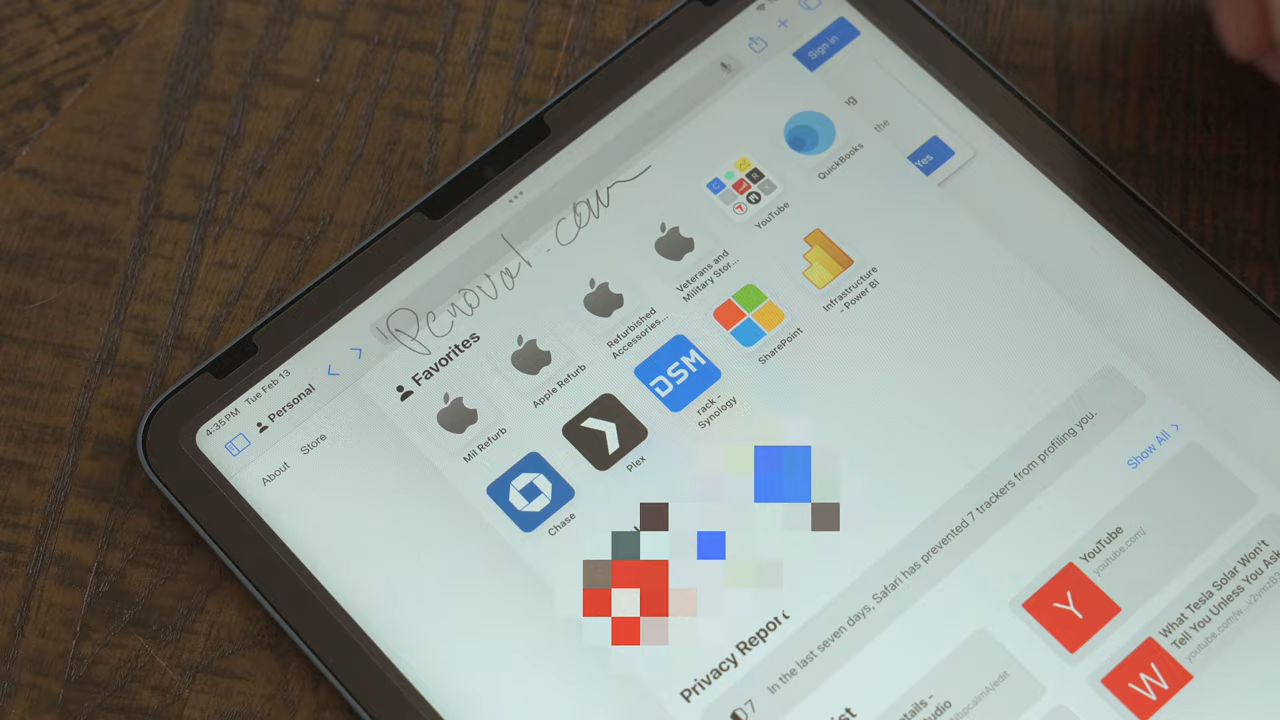 4:35 PM Tue Feb 13
Personal
Sign in
About Store
Penoval.com
Favorites
Mil Refurb
Apple Refurb
Refurbished
Accessories...
Veterans and
Military Stor...
YouTube
QuickBooks
the
Yes
Chase
Plex
DSM
rack -
Synology
SharePoint
Infrastructure
- Power BI
Privacy Report
7 In the last seven days, Safari has prevented 7 trackers from profiling you.
Show All
Y
YouTube
youtube.com/
W
What Tesla Solar Won't
Tell You Unless You Ask